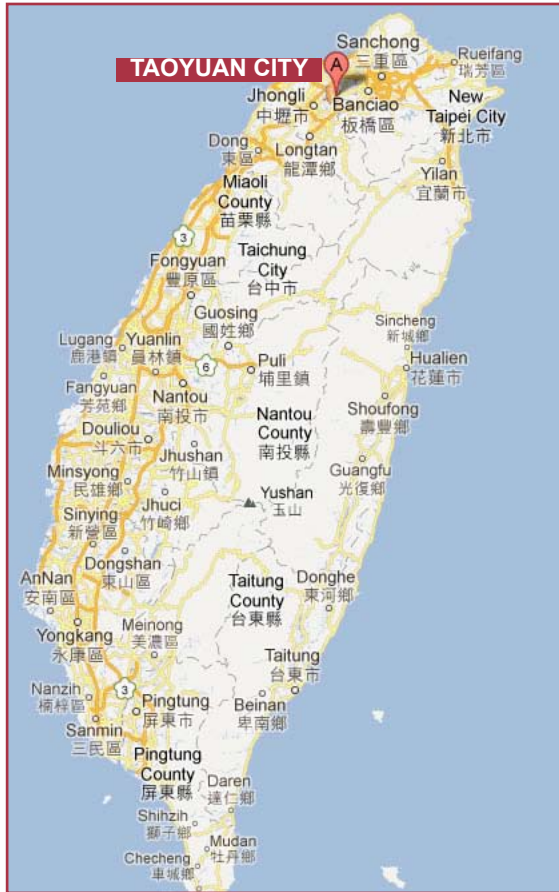 TAOYUAN CITY
A
Sanchong
三重區
Rueifang
瑞芳區
Jhongli
中壢市
Banciao
板橋區
New
Taipei City
新北市
Dong
東區
Longtan
龍潭鄉
Yilan
宜蘭市
Miaoli
County
苗栗縣
3
Taichung
City
台中市
Fongyuan
豐原區
Guosing
國姓鄉
Sincheng
新城鄉
Lugang
鹿港鎮
Yuanlin
員林鎮
6
Puli
埔里鎮
Hualien
花蓮市
Fangyuan
芳苑鄉
Nantou
南投市
Shoufong
壽豐鄉
Nantou
County
南投縣
Douliou
斗六市
Jhushan
竹山鎮
Guangfu
光復鄉
Minsyong
民雄鄉
Jhuci
竹崎鄉
Yushan
玉山
Sinying
新營區
Dongshan
東山區
AnNan
安南區
Taitung
County
台東縣
Donghe
東河鄉
Yongkang
永康區
Meinong
美濃區
Taitung
台東市
Nanzih
楠梓區
3
Pingtung
屏東市
Beinan
卑南鄉
Sanmin
三民區
Pingtung
County
屏東縣
Daren
達仁鄉
Shihzih
獅子鄉
Mudan
牡丹鄉
Checheng
車城鄉